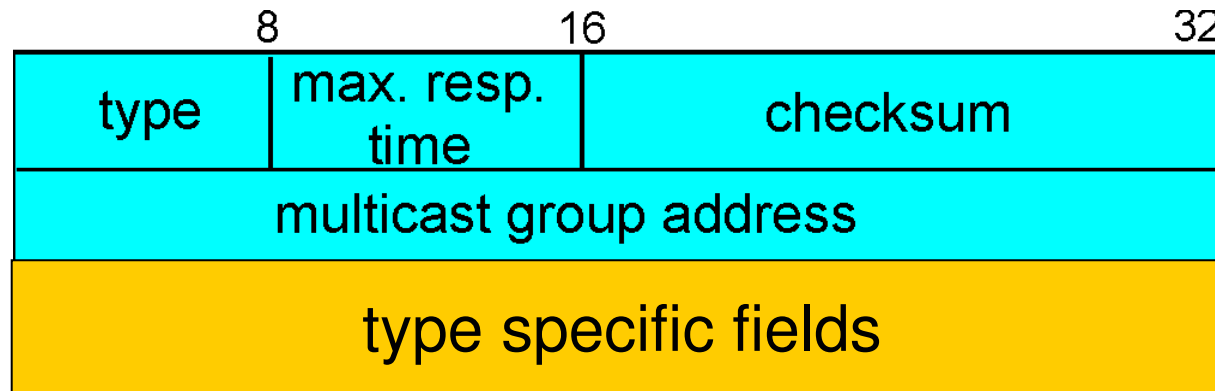 8 16 32
type max. resp. time checksum
multicast group address
type specific fields